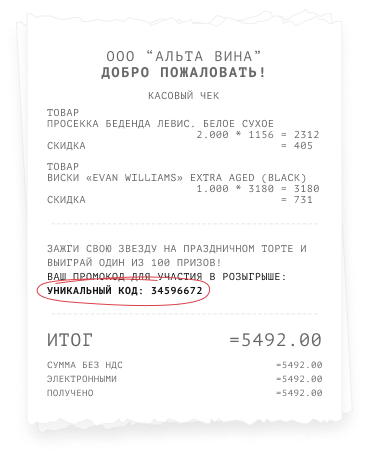 ООО “АЛЬТА ВИНА”
ДОБРО ПОЖАЛОВАТЬ!
КАСОВЫЙ ЧЕК
ТОВАР
ПРОСЕККА БЕДЕНДА ЛЕВИС. БЕЛОЕ СУХОЕ
2.000 * 1156 = 2312
СКИДКА = 405
ТОВАР
ВИСКИ «EVAN WILLIAMS» EXTRA AGED (BLACK)
1.000 * 3180 = 3180
СКИДКА = 731
ЗАЖГИ СВОЮ ЗВЕЗДУ НА ПРАЗДНИЧНОМ ТОРТЕ И
ВЫИГРАЙ ОДИН ИЗ 100 ПРИЗОВ!
ВАШ ПРОМОКОД ДЛЯ УЧАСТИЯ В РОЗЫГРЫШЕ:
УНИКАЛЬНЫЙ КОД: 34596672
ИТОГ =5492.00
СУММА БЕЗ НДС =5492.00
ЭЛЕКТРОННЫМИ =5492.00
ПОЛУЧЕНО =5492.00